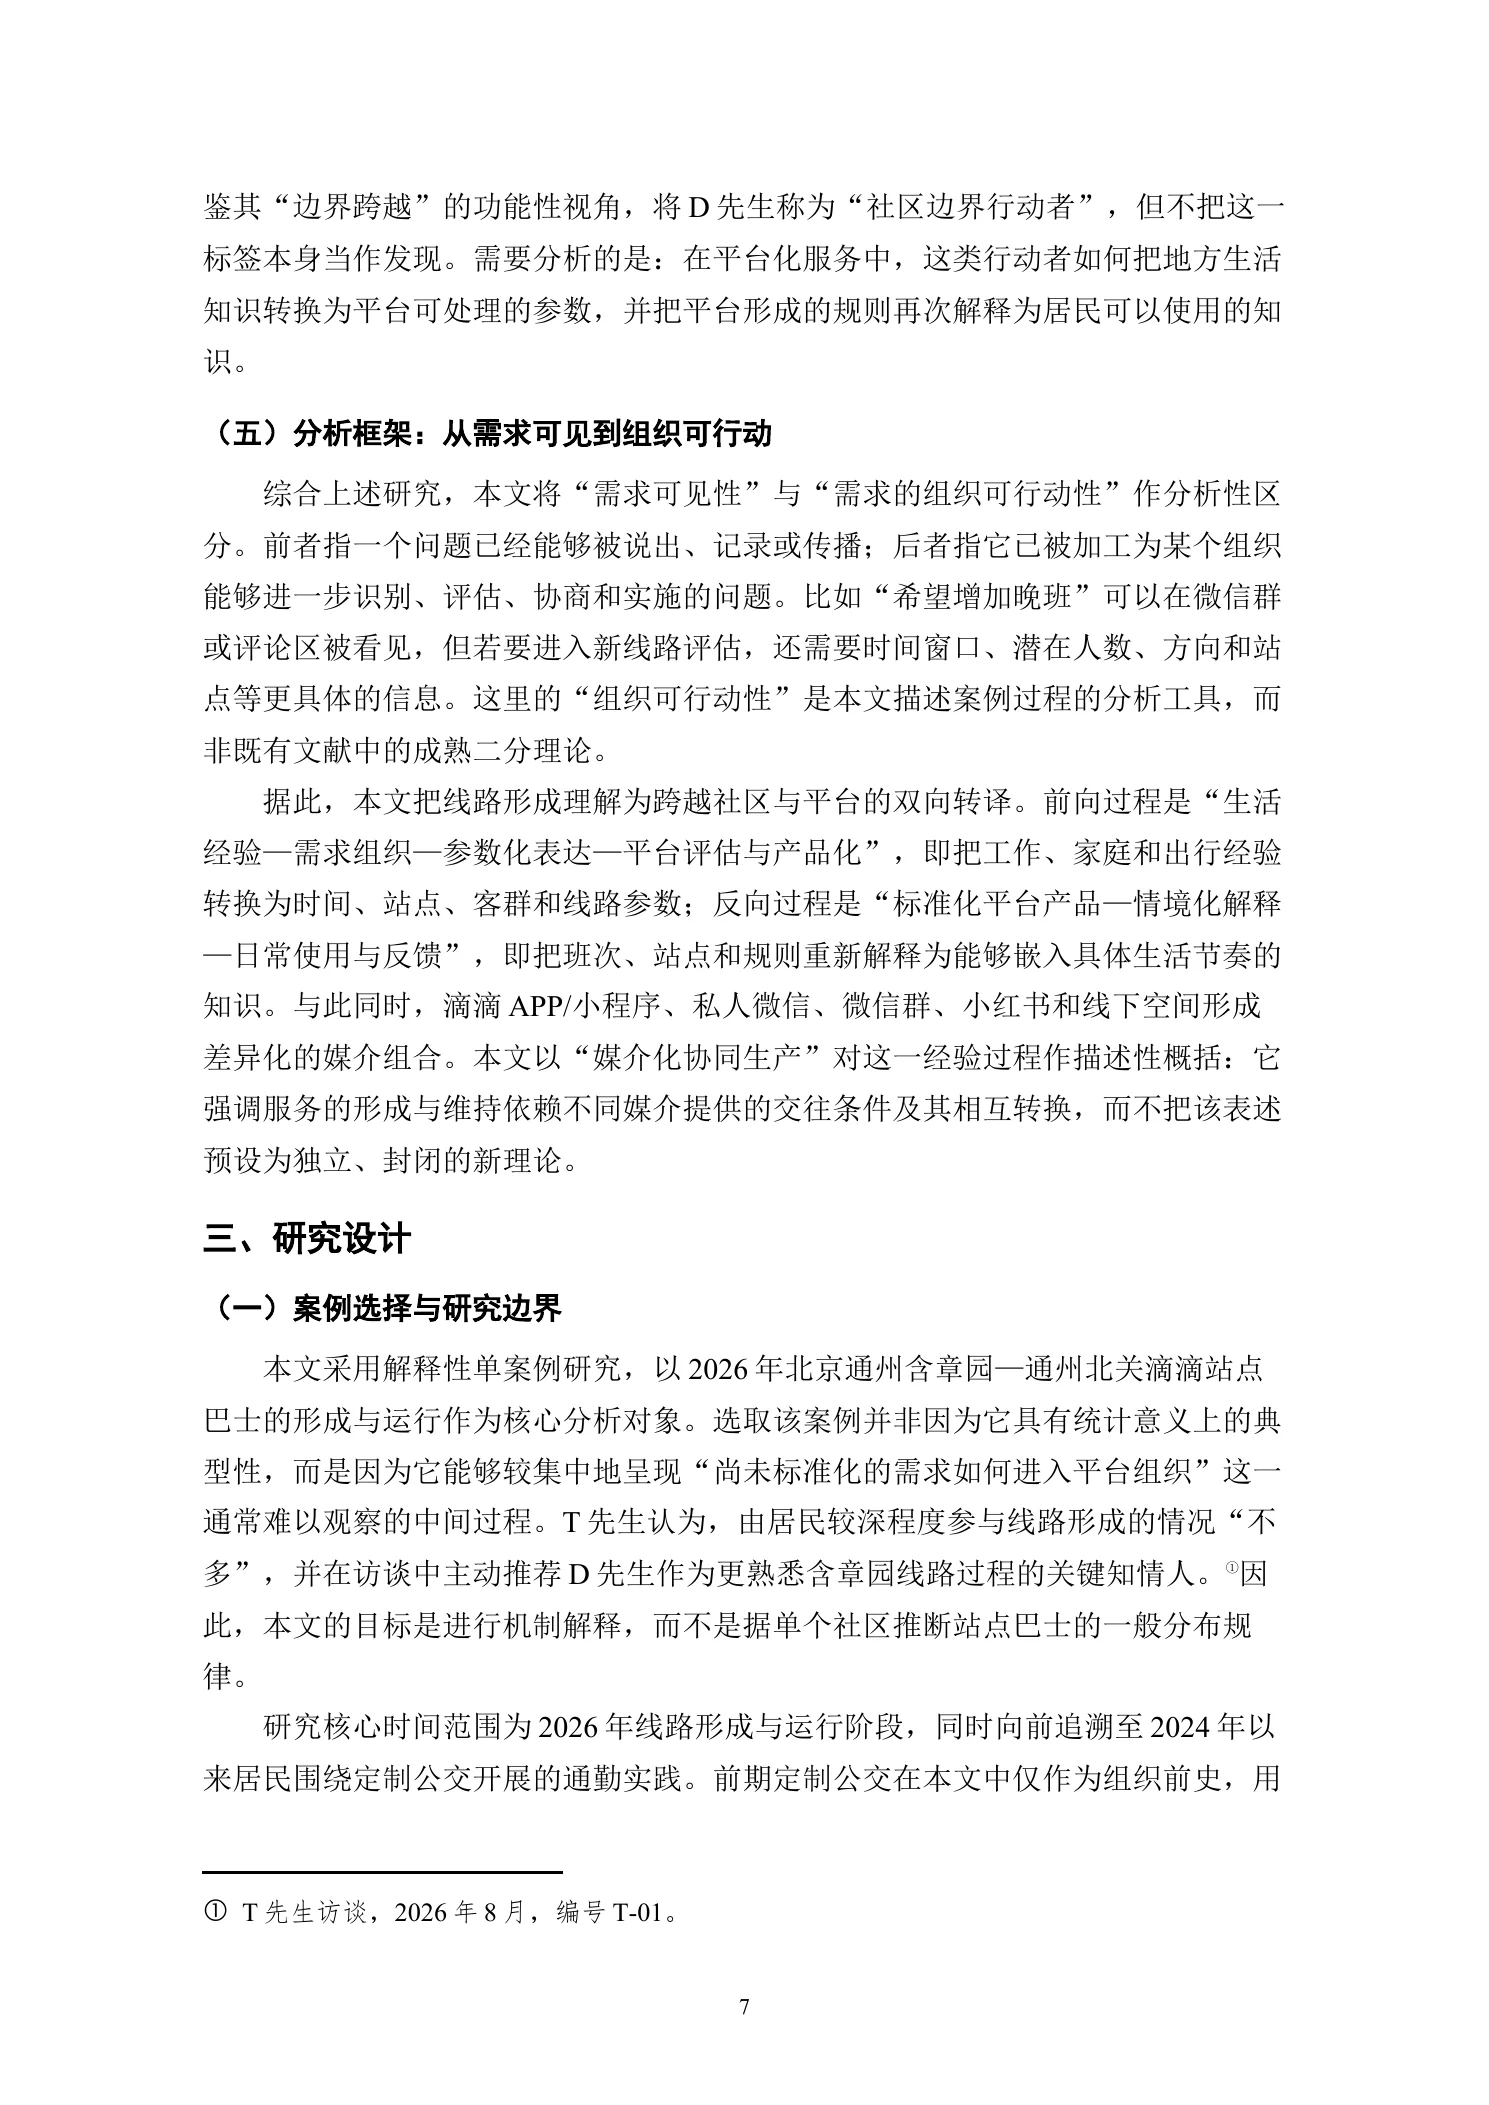 鉴其“边界跨越”的功能性视角，将 D 先生称为“社区边界行动者”，但不把这一
标签本身当作发现。需要分析的是：在平台化服务中，这类行动者如何把地方生活
知识转换为平台可处理的参数，并把平台形成的规则再次解释为居民可以使用的知
识。
（五）分析框架：从需求可见到组织可行动
综合上述研究，本文将“需求可见性”与“需求的组织可行动性”作分析性区
分。前者指一个问题已经能够被说出、记录或传播；后者指它已被加工为某个组织
能够进一步识别、评估、协商和实施的问题。比如“希望增加晚班”可以在微信群
或评论区被看见，但若要进入新线路评估，还需要时间窗口、潜在人数、方向和站
点等更具体的信息。这里的“组织可行动性”是本文描述案例过程的分析工具，而
非既有文献中的成熟二分理论。
据此，本文把线路形成理解为跨越社区与平台的双向转译。前向过程是“生活
经验—需求组织—参数化表达—平台评估与产品化”，即把工作、家庭和出行经验
转换为时间、站点、客群和线路参数；反向过程是“标准化平台产品—情境化解释
—日常使用与反馈”，即把班次、站点和规则重新解释为能够嵌入具体生活节奏的
知识。与此同时，滴滴 APP/小程序、私人微信、微信群、小红书和线下空间形成
差异化的媒介组合。本文以“媒介化协同生产”对这一经验过程作描述性概括：它
强调服务的形成与维持依赖不同媒介提供的交往条件及其相互转换，而不把该表述
预设为独立、封闭的新理论。
三、研究设计
（一）案例选择与研究边界
本文采用解释性单案例研究，以 2026 年北京通州含章园—通州北关滴滴站点
巴士的形成与运行作为核心分析对象。选取该案例并非因为它具有统计意义上的典
型性，而是因为它能够较集中地呈现“尚未标准化的需求如何进入平台组织”这一
通常难以观察的中间过程。T 先生认为，由居民较深程度参与线路形成的情况“不
多”，并在访谈中主动推荐 D 先生作为更熟悉含章园线路过程的关键知情人。①因
此，本文的目标是进行机制解释，而不是据单个社区推断站点巴士的一般分布规
律。
研究核心时间范围为 2026 年线路形成与运行阶段，同时向前追溯至 2024 年以
来居民围绕定制公交开展的通勤实践。前期定制公交在本文中仅作为组织前史，用
① T 先生访谈，2026 年 8 月，编号 T-01。
7